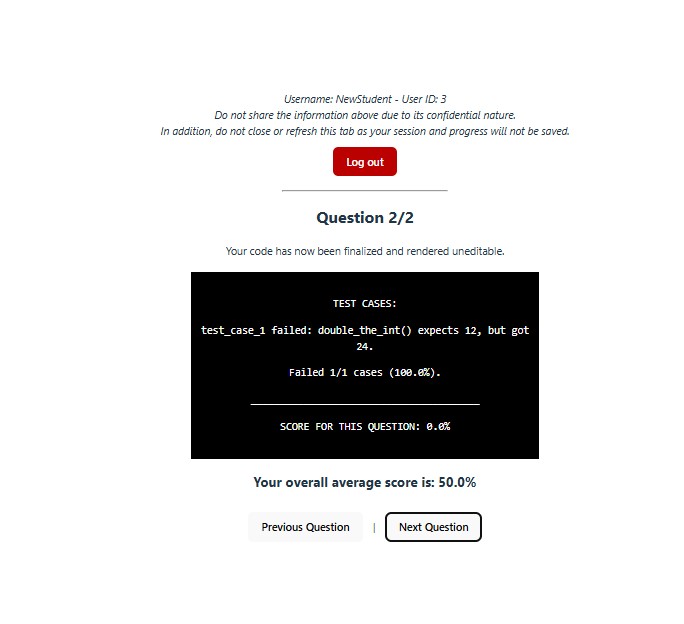 Username: NewStudent - User ID: 3
Do not share the information above due to its confidential nature.
In addition, do not close or refresh this tab as your session and progress will not be saved.
Log out
Question 2/2
Your code has now been finalized and rendered uneditable.
TEST CASES:
test_case_1 failed: double_the_int() expects 12, but got
24.
Failed 1/1 cases (100.0%).
SCORE FOR THIS QUESTION: 0.0%
Your overall average score is: 50.0%
Previous Question | Next Question